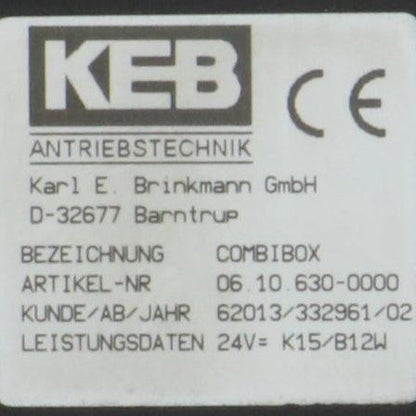 KEB
CE
ANTRIEBSTECHNIK
Karl E. Brinkmann GmbH
D-32677 Barntrup
BEZEICHNUNG COMBIBOX
ARTIKEL-NR 06.10.630-0000
KUNDE/AB/JAHR 62013/332961/02
LEISTUNGSDATEN 24V= K15/B12W